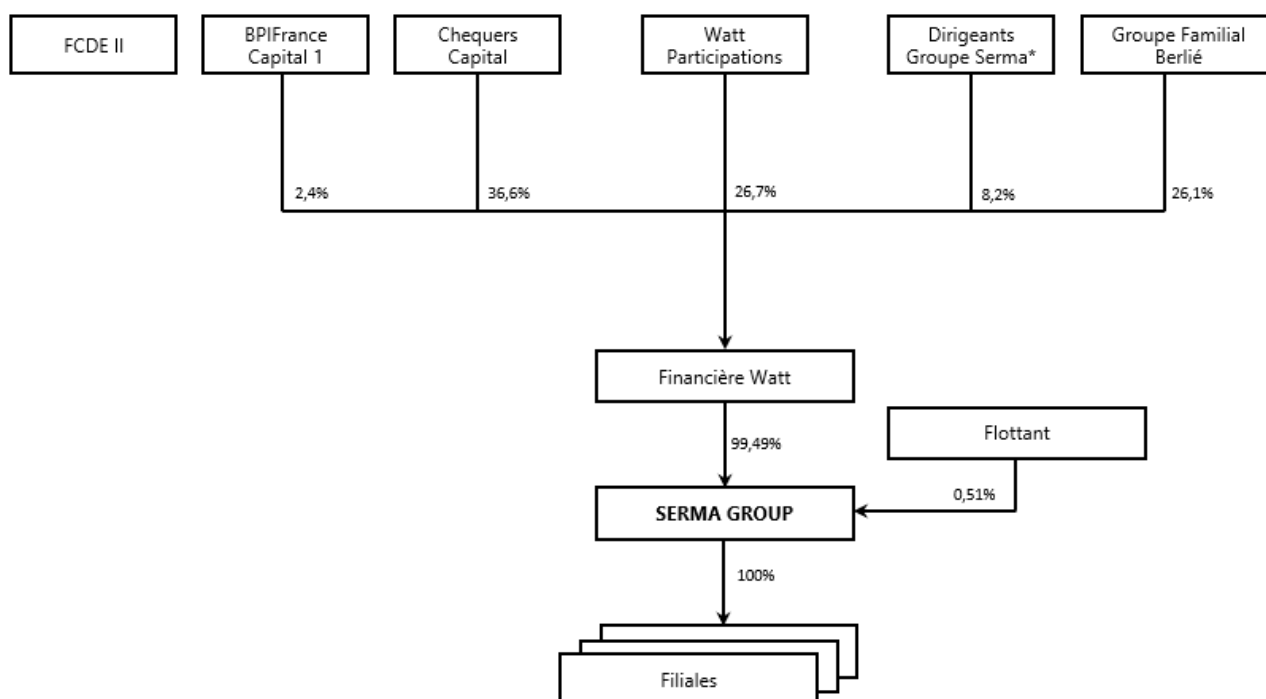 FCDE II
BPIFrance
Capital 1
Chequers
Capital
Watt
Participations
Dirigeants
Groupe Serma*
Groupe Familial
Berlié
2,4%
36,6%
26,7%
8,2%
26,1%
Financière Watt
99,49%
Flottant
0,51%
SERMA GROUP
100%
Filiales